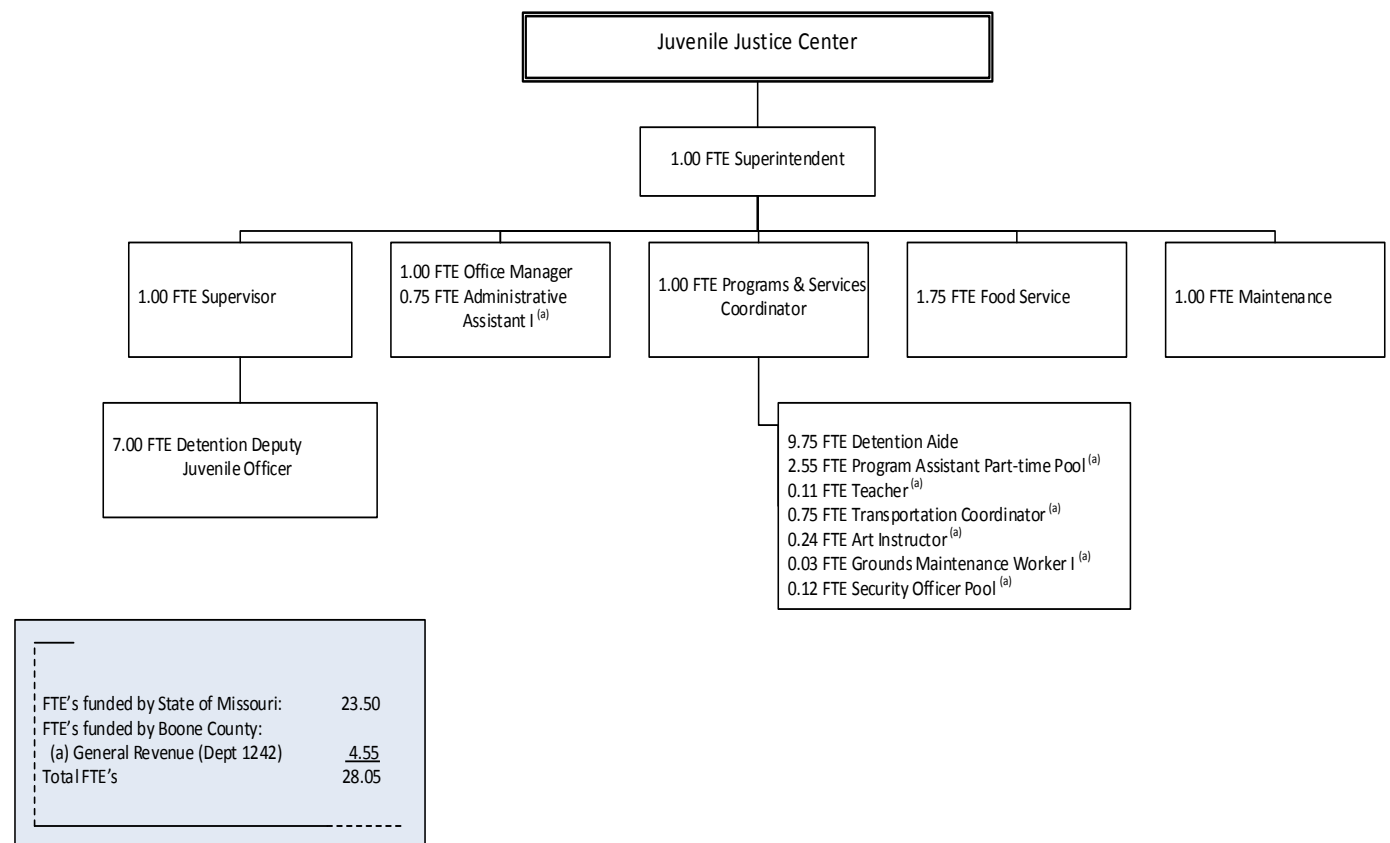 Juvenile Justice Center
1.00 FTE Superintendent
1.00 FTE Supervisor
1.00 FTE Office Manager
0.75 FTE Administrative
Assistant I (a)
1.00 FTE Programs & Services
Coordinator
1.75 FTE Food Service
1.00 FTE Maintenance
7.00 FTE Detention Deputy
Juvenile Officer
9.75 FTE Detention Aide
2.55 FTE Program Assistant Part-time Pool (a)
0.11 FTE Teacher (a)
0.75 FTE Transportation Coordinator (a)
0.24 FTE Art Instructor (a)
0.03 FTE Grounds Maintenance Worker I (a)
0.12 FTE Security Officer Pool (a)
FTE's funded by State of Missouri: 23.50
FTE's funded by Boone County:
(a) General Revenue (Dept 1242) 4.55
Total FTE's 28.05